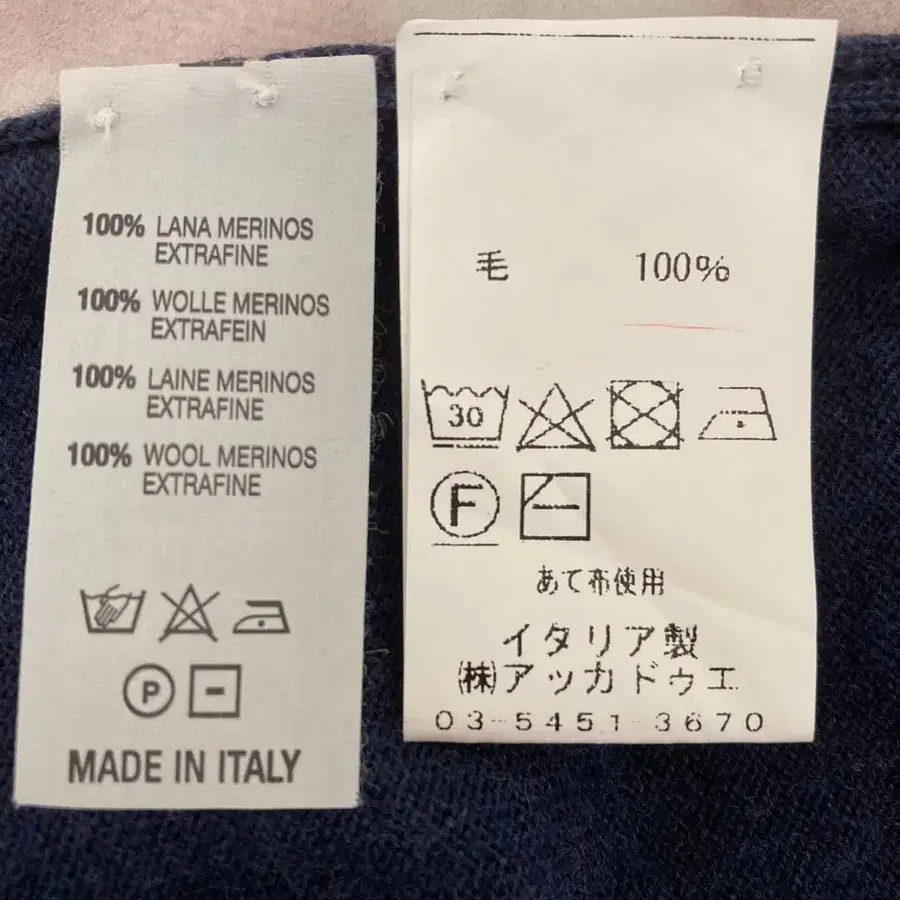 100% LANA MERINOS
EXTRAFINE
100% WOLLE MERINOS
EXTRAFEIN
100% LAINE MERINOS
EXTRAFINE
100% WOOL MERINOS
EXTRAFINE
P
MADE IN ITALY
毛 100%
30
F
あて布使用
イタリア製
㈱アッカドゥエ
03-5451-3670